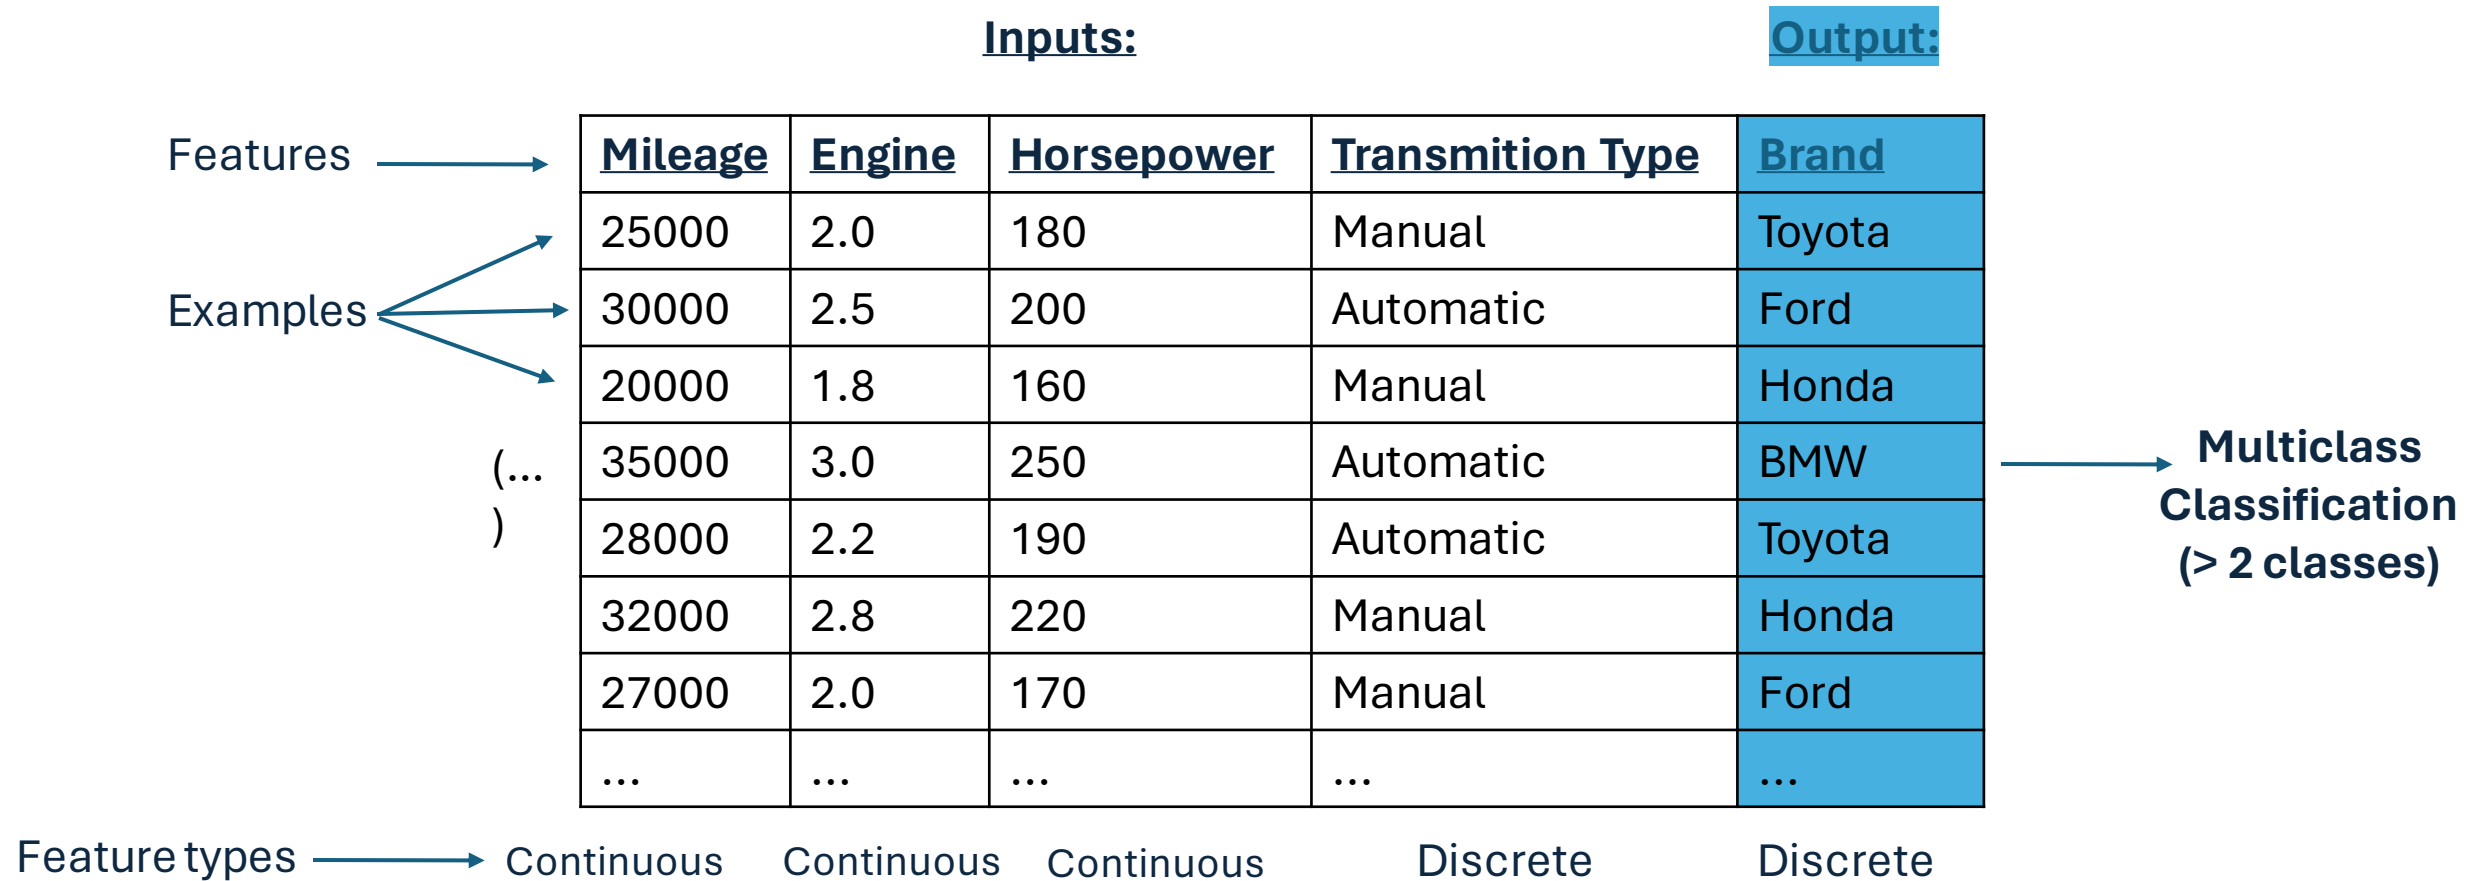 Inputs: Output:
Features Mileage Engine Horsepower Transmition Type Brand
25000 2.0 180 Manual Toyota
Examples 30000 2.5 200 Automatic Ford
20000 1.8 160 Manual Honda
(... 35000 3.0 250 Automatic BMW Multiclass
) 28000 2.2 190 Automatic Toyota Classification
(> 2 classes)
32000 2.8 220 Manual Honda
27000 2.0 170 Manual Ford
... ... ... ... ...
Feature types Continuous Continuous Continuous Discrete Discrete